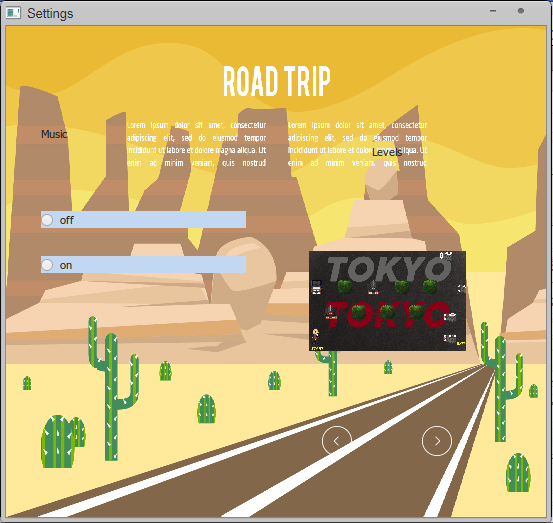 Settings
ROAD TRIP
Lorem ipsum dolor sit amet, consectetur
adipiscing elit, sed do eiusmod tempor
incididunt ut labore et dolore magna aliqua. Ut
enim ad minim veniam, quis nostrud
Lorem ipsum dolor sit amet, consectetur
adipiscing elit, sed do eiusmod tempor
incididunt ut labore et dolore magna aliqua. Ut
enim ad minim veniam, quis nostrud
Music
Levels
off
on
TOKYO
TOKYO